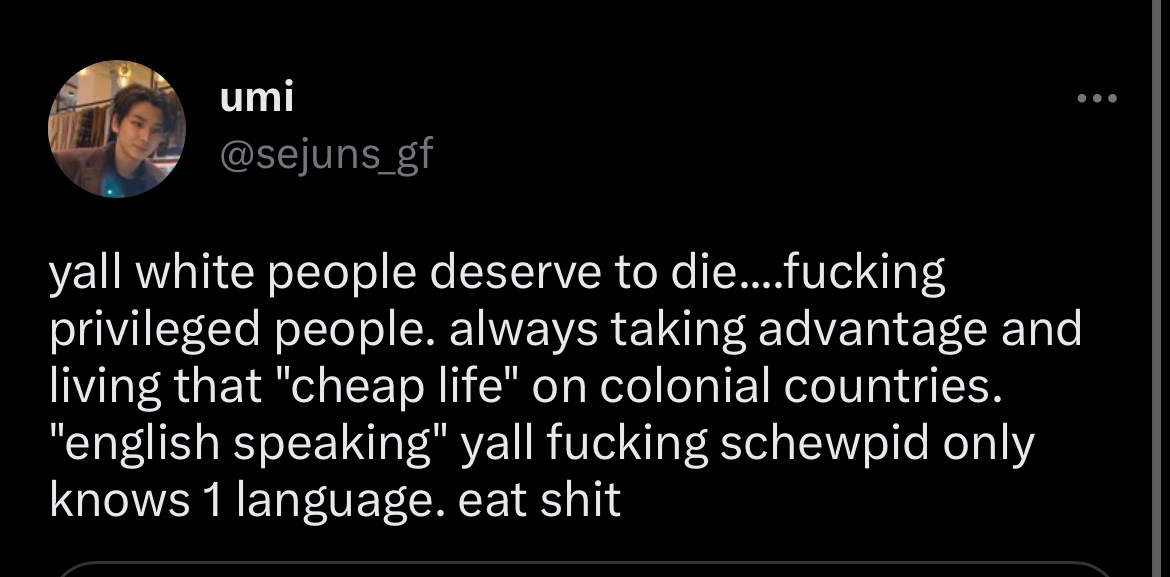 umi
@sejuns_gf
yall white people deserve to die....fucking
privileged people. always taking advantage and
living that "cheap life" on colonial countries.
"english speaking" yall fucking schewpid only
knows 1 language. eat shit